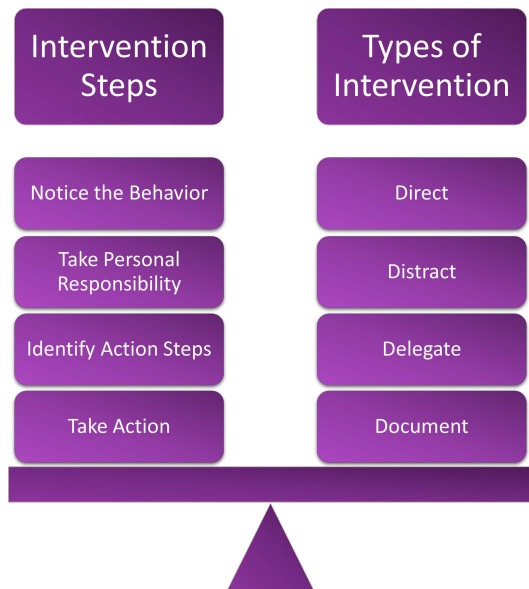 Intervention
Steps
Notice the Behavior
Take Personal
Responsibility
Identify Action Steps
Take Action
Types of
Intervention
Direct
Distract
Delegate
Document